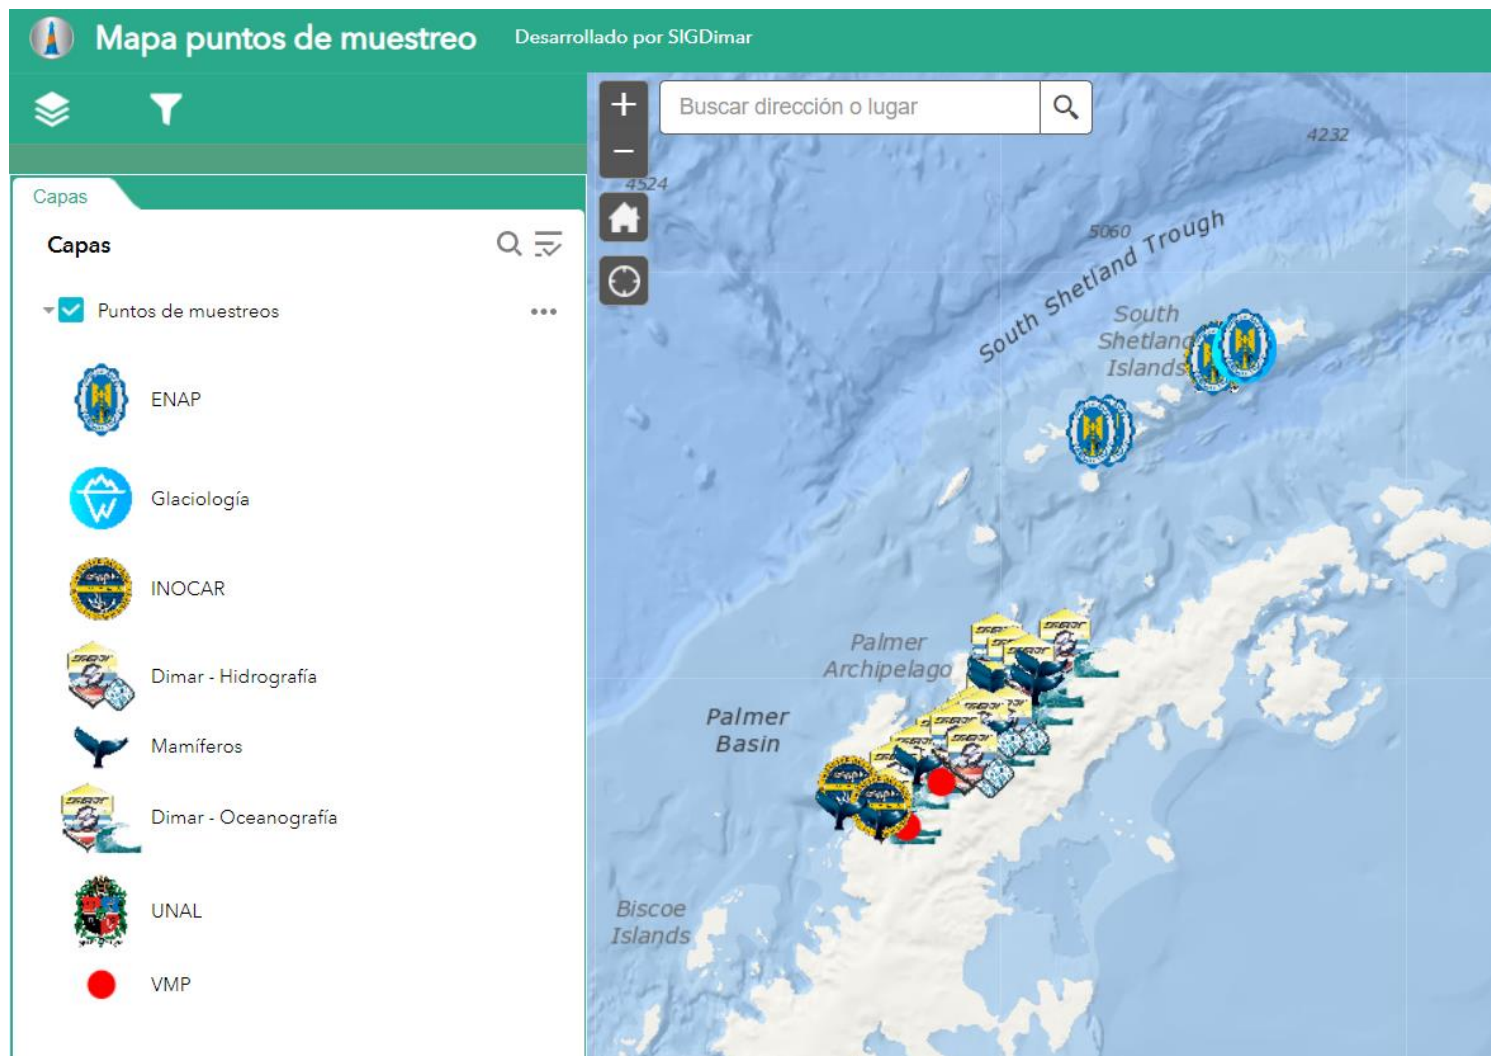 Mapa puntos de muestreo
Desarrollado por SIGDimar
Buscar dirección o lugar
Capas
Capas
Puntos de muestreos
ENAP
Glaciología
INOCAR
Dimar - Hidrografía
Mamíferos
Dimar - Oceanografía
UNAL
VMP
4232
4524
5060
South Shetland Trough
South
Shetland
Islands
Palmer
Archipelago
Palmer
Basin
Biscoe
Islands